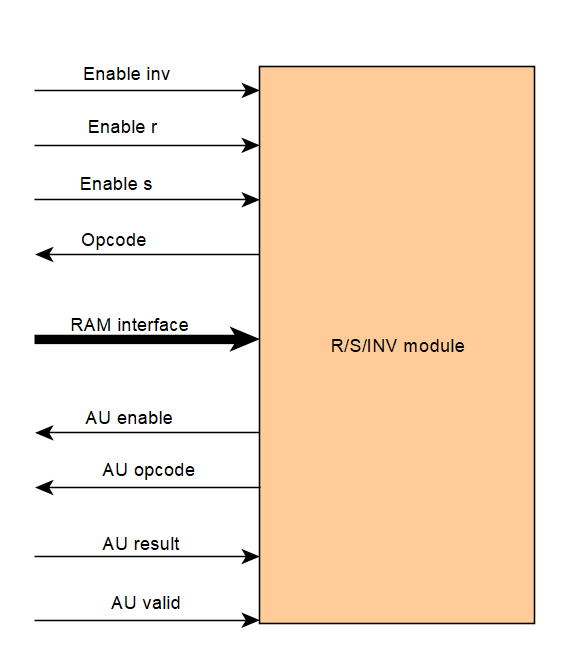 Enable inv
Enable r
Enable s
Opcode
RAM interface
R/S/INV module
AU enable
AU opcode
AU result
AU valid